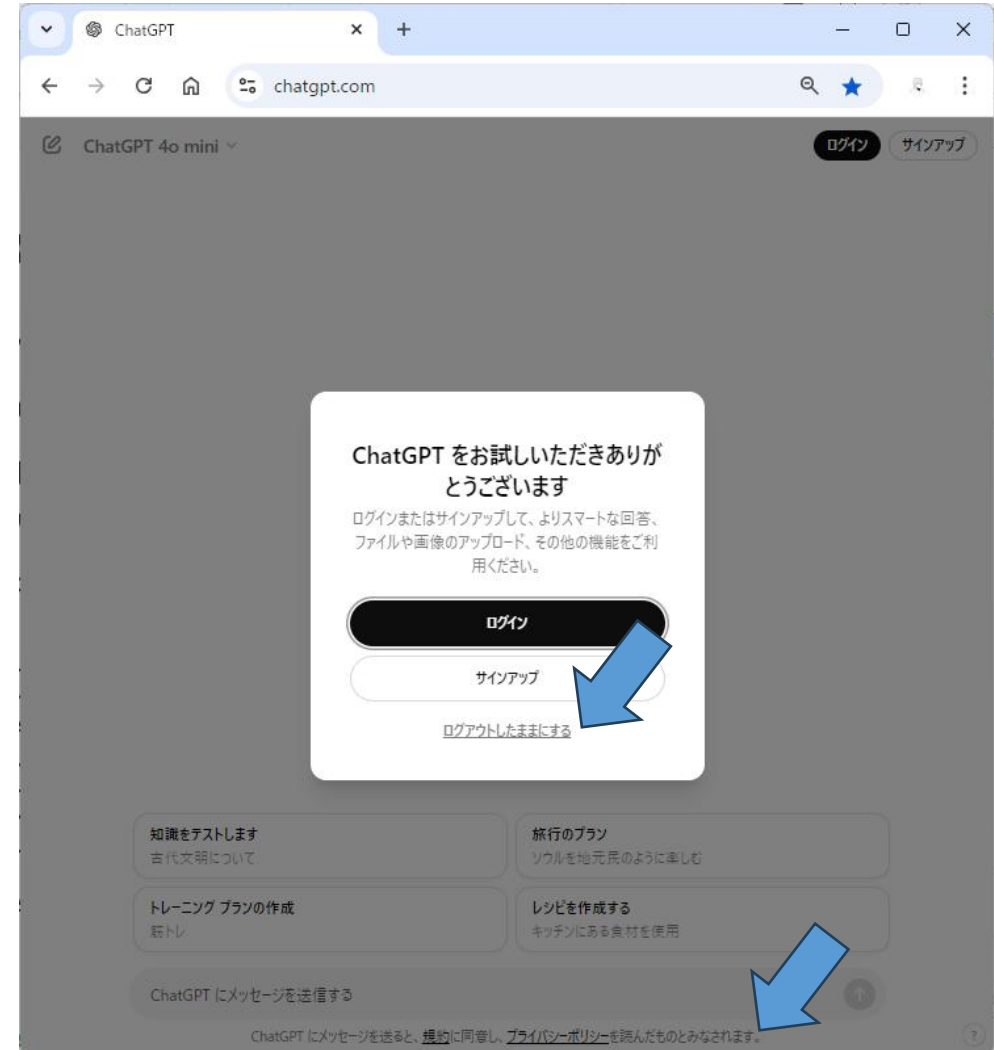 ChatGPT
chatgpt.com
ChatGPT 4o mini
ログイン
サインアップ
ChatGPT をお試しいただきありが
とうございます
ログインまたはサインアップして、よりスマートな回答、
ファイルや画像のアップロード、その他の機能をご利
用ください。
ログイン
サインアップ
ログアウトしたままにする
知識をテストします
古代文明について
旅行のプラン
ソウルを地元民のように楽しむ
トレーニング プランの作成
筋トレ
レシピを作成する
キッチンにある食材を使用
ChatGPT にメッセージを送信する
ChatGPT にメッセージを送ると、規約に同意し、プライバシーポリシーを読んだものとみなされます。
?